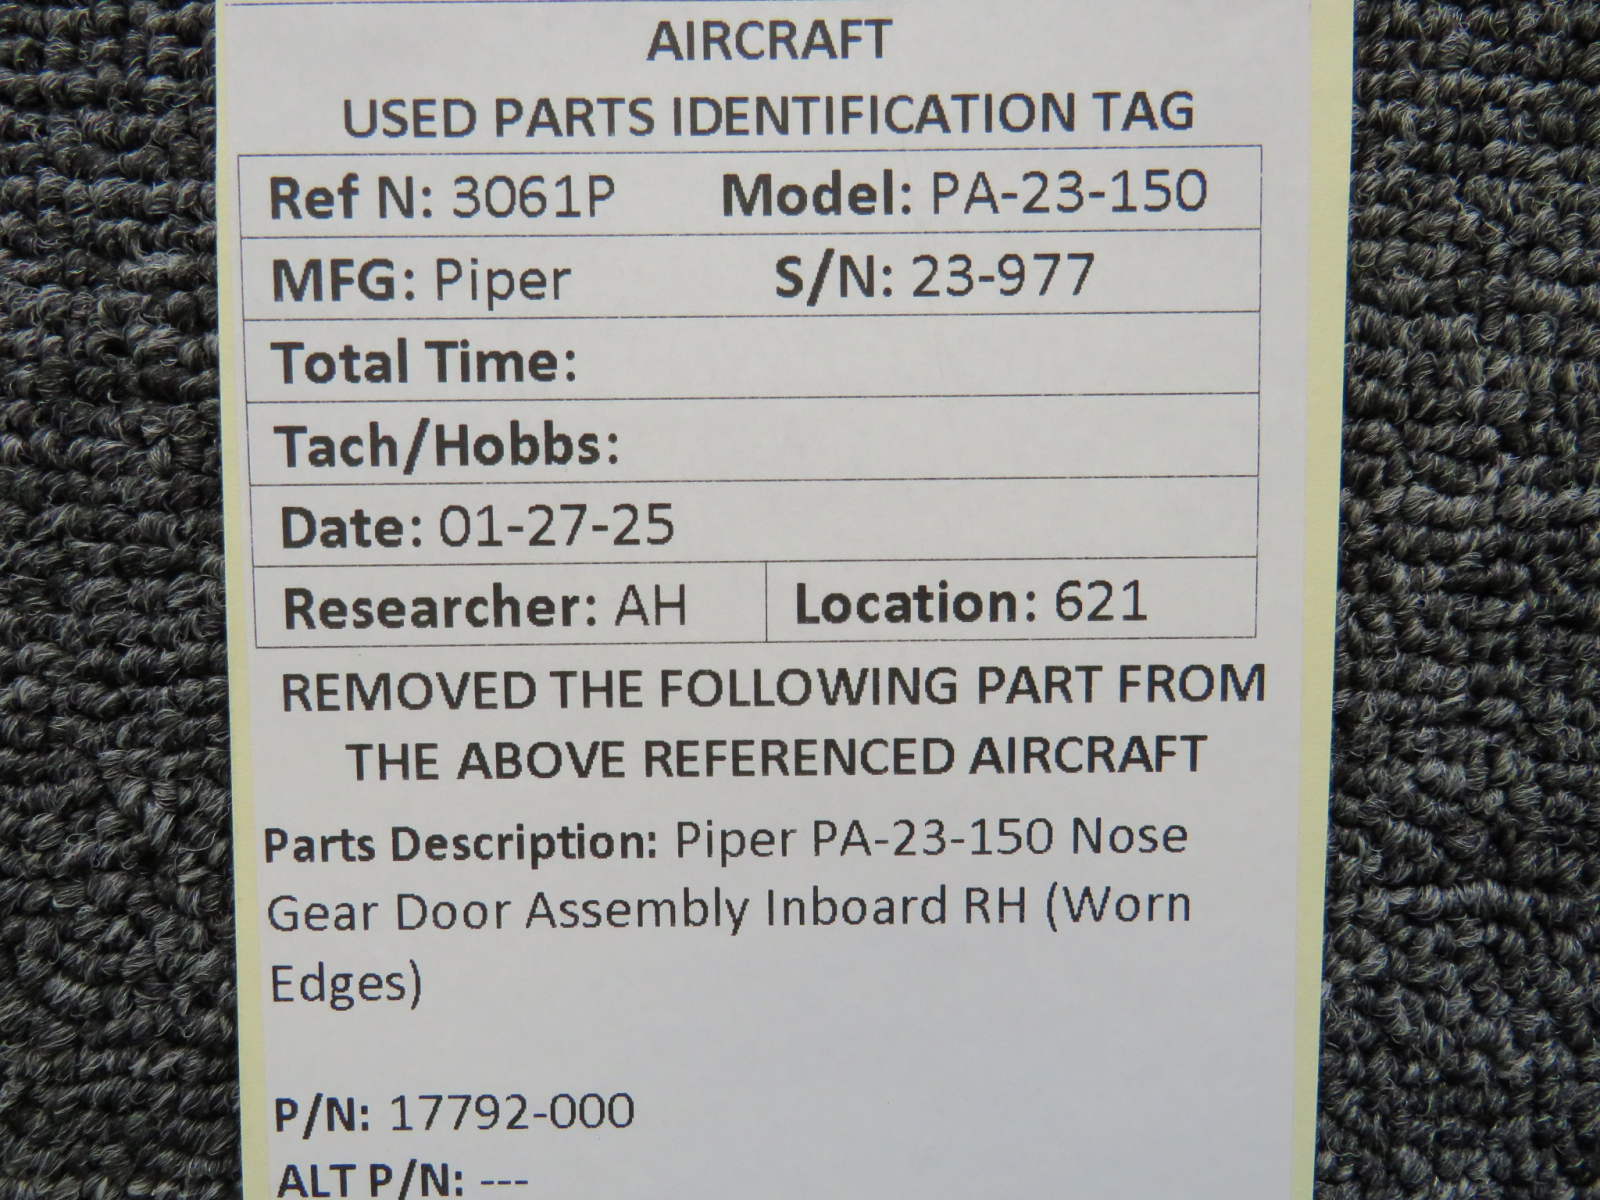 AIRCRAFT
USED PARTS IDENTIFICATION TAG
Ref N: 3061P Model: PA-23-150
MFG: Piper S/N: 23-977
Total Time:
Tach/Hobbs:
Date: 01-27-25
Researcher: AH Location: 621
REMOVED THE FOLLOWING PART FROM
THE ABOVE REFERENCED AIRCRAFT
Parts Description: Piper PA-23-150 Nose
Gear Door Assembly Inboard RH (Worn
Edges)
P/N: 17792-000
ALT P/N: ---